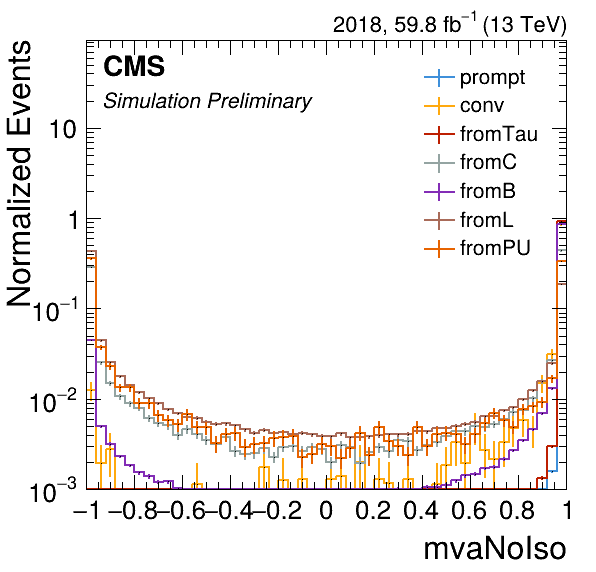 2018, 59.8 fb⁻¹ (13 TeV)
CMS
Simulation Preliminary
prompt
conv
fromTau
fromC
fromB
fromL
fromPU
Normalized Events
10
1
10⁻¹
10⁻²
10⁻³
−1 −0.8 −0.6 −0.4 −0.2 0 0.2 0.4 0.6 0.8 1
mvaNoIso